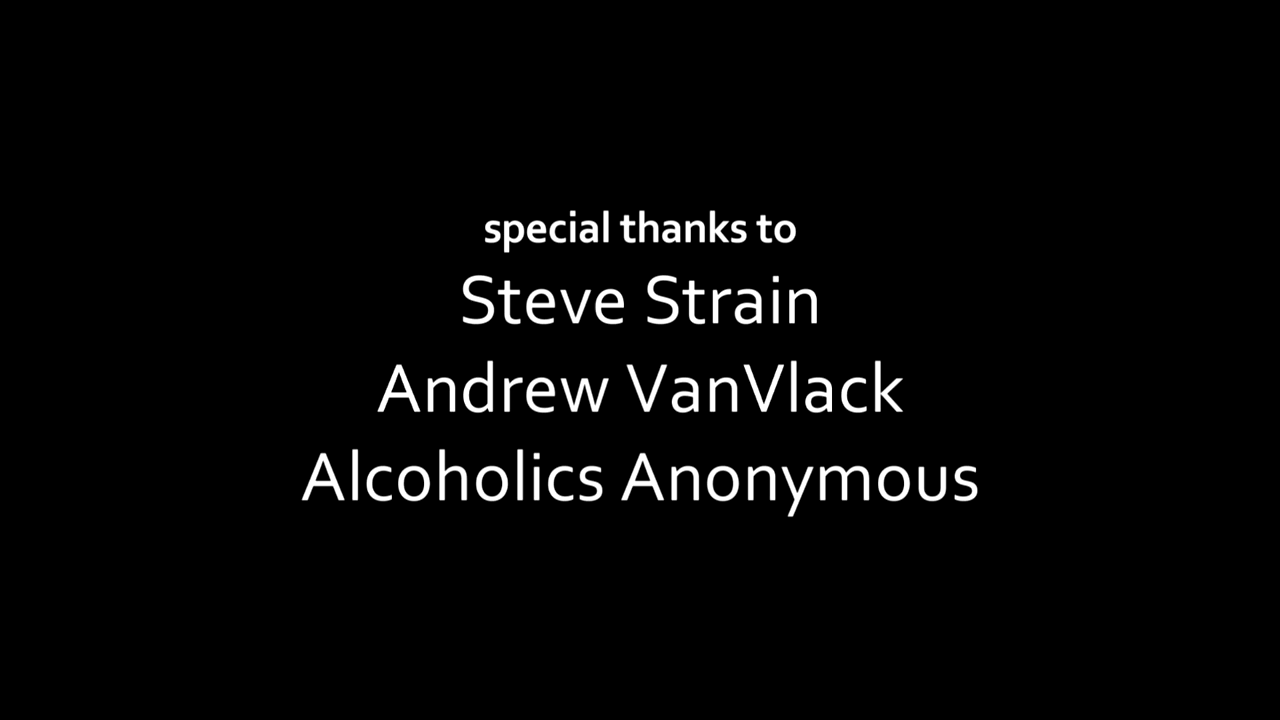 special thanks to
Steve Strain
Andrew VanVlack
Alcoholics Anonymous